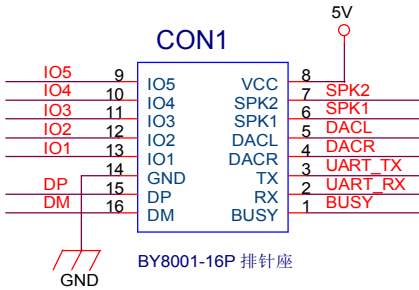 5V
CON1
IO5 9 IO5 VCC 8
IO4 10 IO4 SPK2 7 SPK2
IO3 11 IO3 SPK1 6 SPK1
IO2 12 IO2 DACL 5 DACL
IO1 13 IO1 DACR 4 DACR
14 GND TX 3 UART_TX
DP 15 DP RX 2 UART_RX
DM 16 DM BUSY 1 BUSY
BY8001-16P 排针座
GND